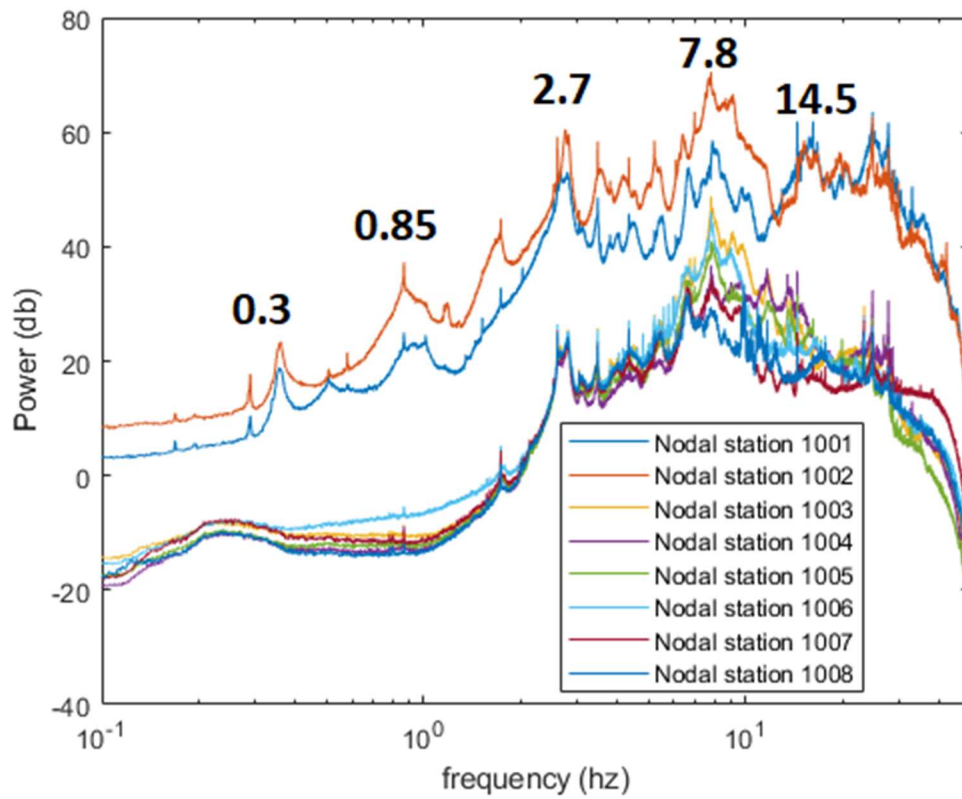 80
60
40
20
0
-20
-40
Power (db)
0.3
0.85
2.7
7.8
14.5
Nodal station 1001
Nodal station 1002
Nodal station 1003
Nodal station 1004
Nodal station 1005
Nodal station 1006
Nodal station 1007
Nodal station 1008
10⁻¹
10⁰
10¹
frequency (hz)